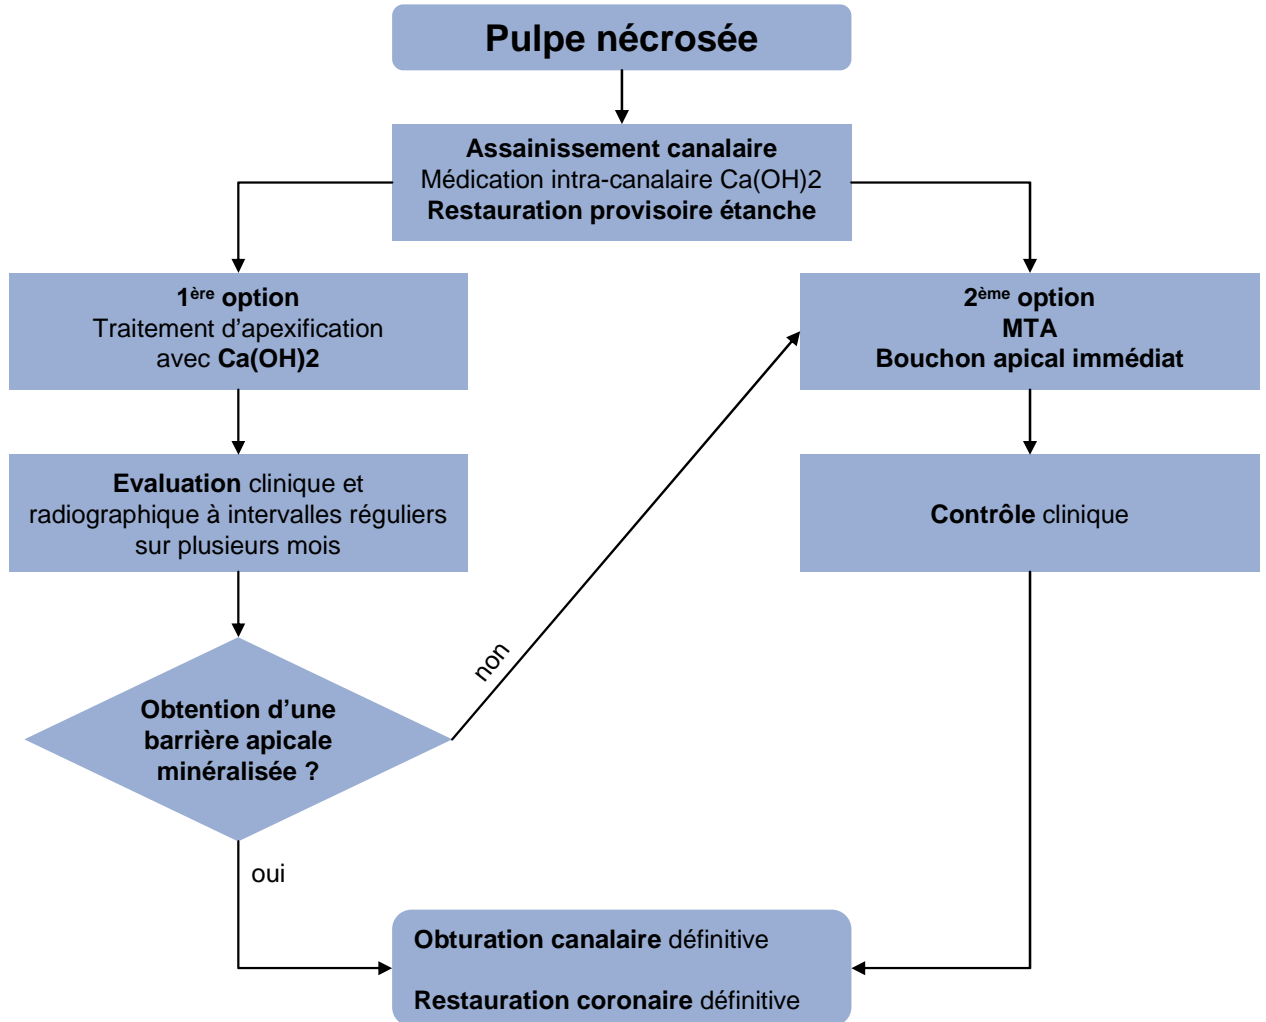 Pulpe nécrosée
Assainissement canalaire
Médication intra-canalaire Ca(OH)2
Restauration provisoire étanche
1ère option
Traitement d’apexification
avec Ca(OH)2
2ème option
MTA
Bouchon apical immédiat
Evaluation clinique et
radiographique à intervalles réguliers
sur plusieurs mois
Contrôle clinique
non
Obtention d’une
barrière apicale
minéralisée ?
oui
Obturation canalaire définitive
Restauration coronaire définitive